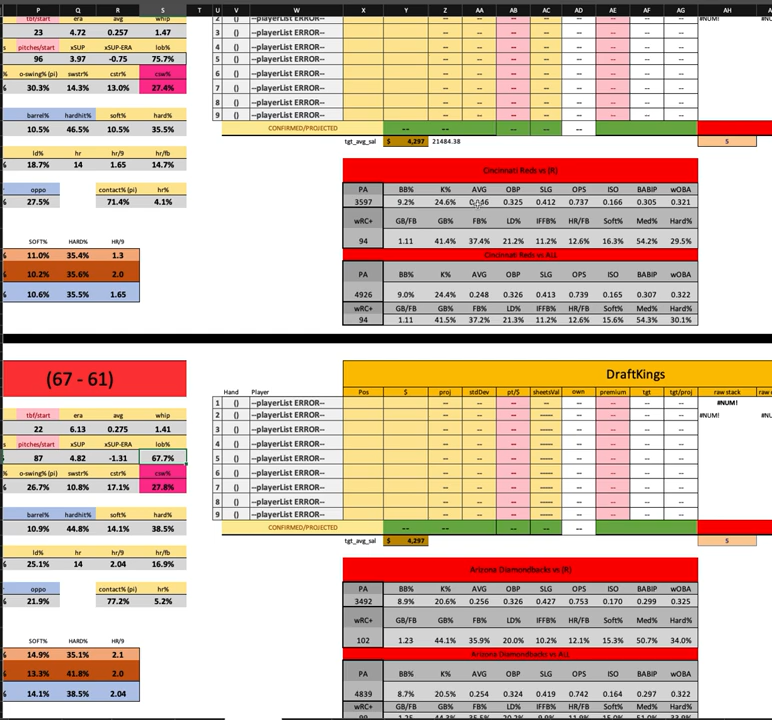 P Q R S T U V W X Y Z AA AB AC AD AE AF AG AH
tbf/start era avg whip 2 () --playerList ERROR-- -- -- -- -- -- -- -- -- -- #NUM!
23 4.72 0.257 1.47 3 () --playerList ERROR-- -- -- -- -- -- -- -- --
pitches/start xSUP xSUP-ERA lob% 4 () --playerList ERROR-- -- -- -- -- -- -- -- --
96 3.97 -0.75 75.7% 5 () --playerList ERROR-- -- -- -- -- -- -- -- --
% o-swing% (pi) swstr% cstr% csw% 6 () --playerList ERROR-- -- -- -- -- -- -- -- --
30.3% 14.3% 13.0% 27.4% 7 () --playerList ERROR-- -- -- -- -- -- -- -- --
8 () --playerList ERROR-- -- -- -- -- -- -- -- --
barrel% hardhit% soft% hard% 9 () --playerList ERROR-- -- -- -- -- -- -- -- --
10.5% 46.5% 10.5% 35.5% CONFIRMED/PROJECTED -- -- -- -- --
tgt_avg_sal $ 4,297 21484.38 5
ld% hr hr/9 hr/fb
18.7% 14 1.65 14.7% Cincinnati Reds vs (R)
oppo contact% (pi) hr% PA BB% K% AVG OBP SLG OPS ISO BABIP wOBA
27.5% 71.4% 4.1% 3597 9.2% 24.6% 0.325 0.412 0.737 0.166 0.305 0.321
wRC+ GB/FB GB% FB% LD% IFFB% HR/FB Soft% Med% Hard%
SOFT% HARD% HR/9 94 1.11 41.4% 37.4% 21.2% 11.2% 12.6% 16.3% 54.2% 29.5%
11.0% 35.4% 1.3 Cincinnati Reds vs ALL
10.2% 35.6% 2.0 PA BB% K% AVG OBP SLG OPS ISO BABIP wOBA
10.6% 35.5% 1.65 4926 9.0% 24.4% 0.248 0.326 0.413 0.739 0.165 0.307 0.322
wRC+ GB/FB GB% FB% LD% IFFB% HR/FB Soft% Med% Hard%
94 1.11 41.5% 37.2% 21.3% 11.2% 12.6% 15.6% 54.3% 30.1%
(67 - 61) DraftKings
Hand Player Pos $ proj stdDev pt/$ sheetsVal own premium tgt tgt/proj raw stack
1 () --playerList ERROR-- -- -- -- -- -- -- -- -- -- #NUM!
tbf/start era avg whip 2 () --playerList ERROR-- -- -- -- ----- -- -- -- -- #NUM! #NUM!
22 6.13 0.275 1.41 3 () --playerList ERROR-- -- -- -- ----- -- -- -- --
pitches/start xSUP xSUP-ERA lob% 4 () --playerList ERROR-- -- -- -- ----- -- -- -- --
87 4.82 -1.31 67.7% 5 () --playerList ERROR-- -- -- -- ----- -- -- -- --
% o-swing% (pi) swstr% cstr% csw% 6 () --playerList ERROR-- -- -- -- ----- -- -- -- --
26.7% 10.8% 17.1% 27.8% 7 () --playerList ERROR-- -- -- -- ----- -- -- -- --
8 () --playerList ERROR-- -- -- -- ----- -- -- -- --
barrel% hardhit% soft% hard% 9 () --playerList ERROR-- -- -- -- ----- -- -- -- --
10.9% 44.8% 14.1% 38.5% CONFIRMED/PROJECTED -- -- -- -- --
tgt_avg_sal $ 4,297 5
ld% hr hr/9 hr/fb
25.1% 14 2.04 16.9% Arizona Diamondbacks vs (R)
oppo contact% (pi) hr% PA BB% K% AVG OBP SLG OPS ISO BABIP wOBA
21.9% 77.2% 5.2% 3492 8.9% 20.6% 0.256 0.326 0.427 0.753 0.170 0.299 0.325
wRC+ GB/FB GB% FB% LD% IFFB% HR/FB Soft% Med% Hard%
SOFT% HARD% HR/9 102 1.23 44.1% 35.9% 20.0% 10.2% 12.1% 15.3% 50.7% 34.0%
14.9% 35.1% 2.1 Arizona Diamondbacks vs ALL
13.3% 41.8% 2.0 PA BB% K% AVG OBP SLG OPS ISO BABIP wOBA
14.1% 38.5% 2.04 4839 8.7% 20.5% 0.254 0.324 0.419 0.742 0.164 0.297 0.322
wRC+ GB/FB GB% FB% LD% IFFB% HR/FB Soft% Med% Hard%